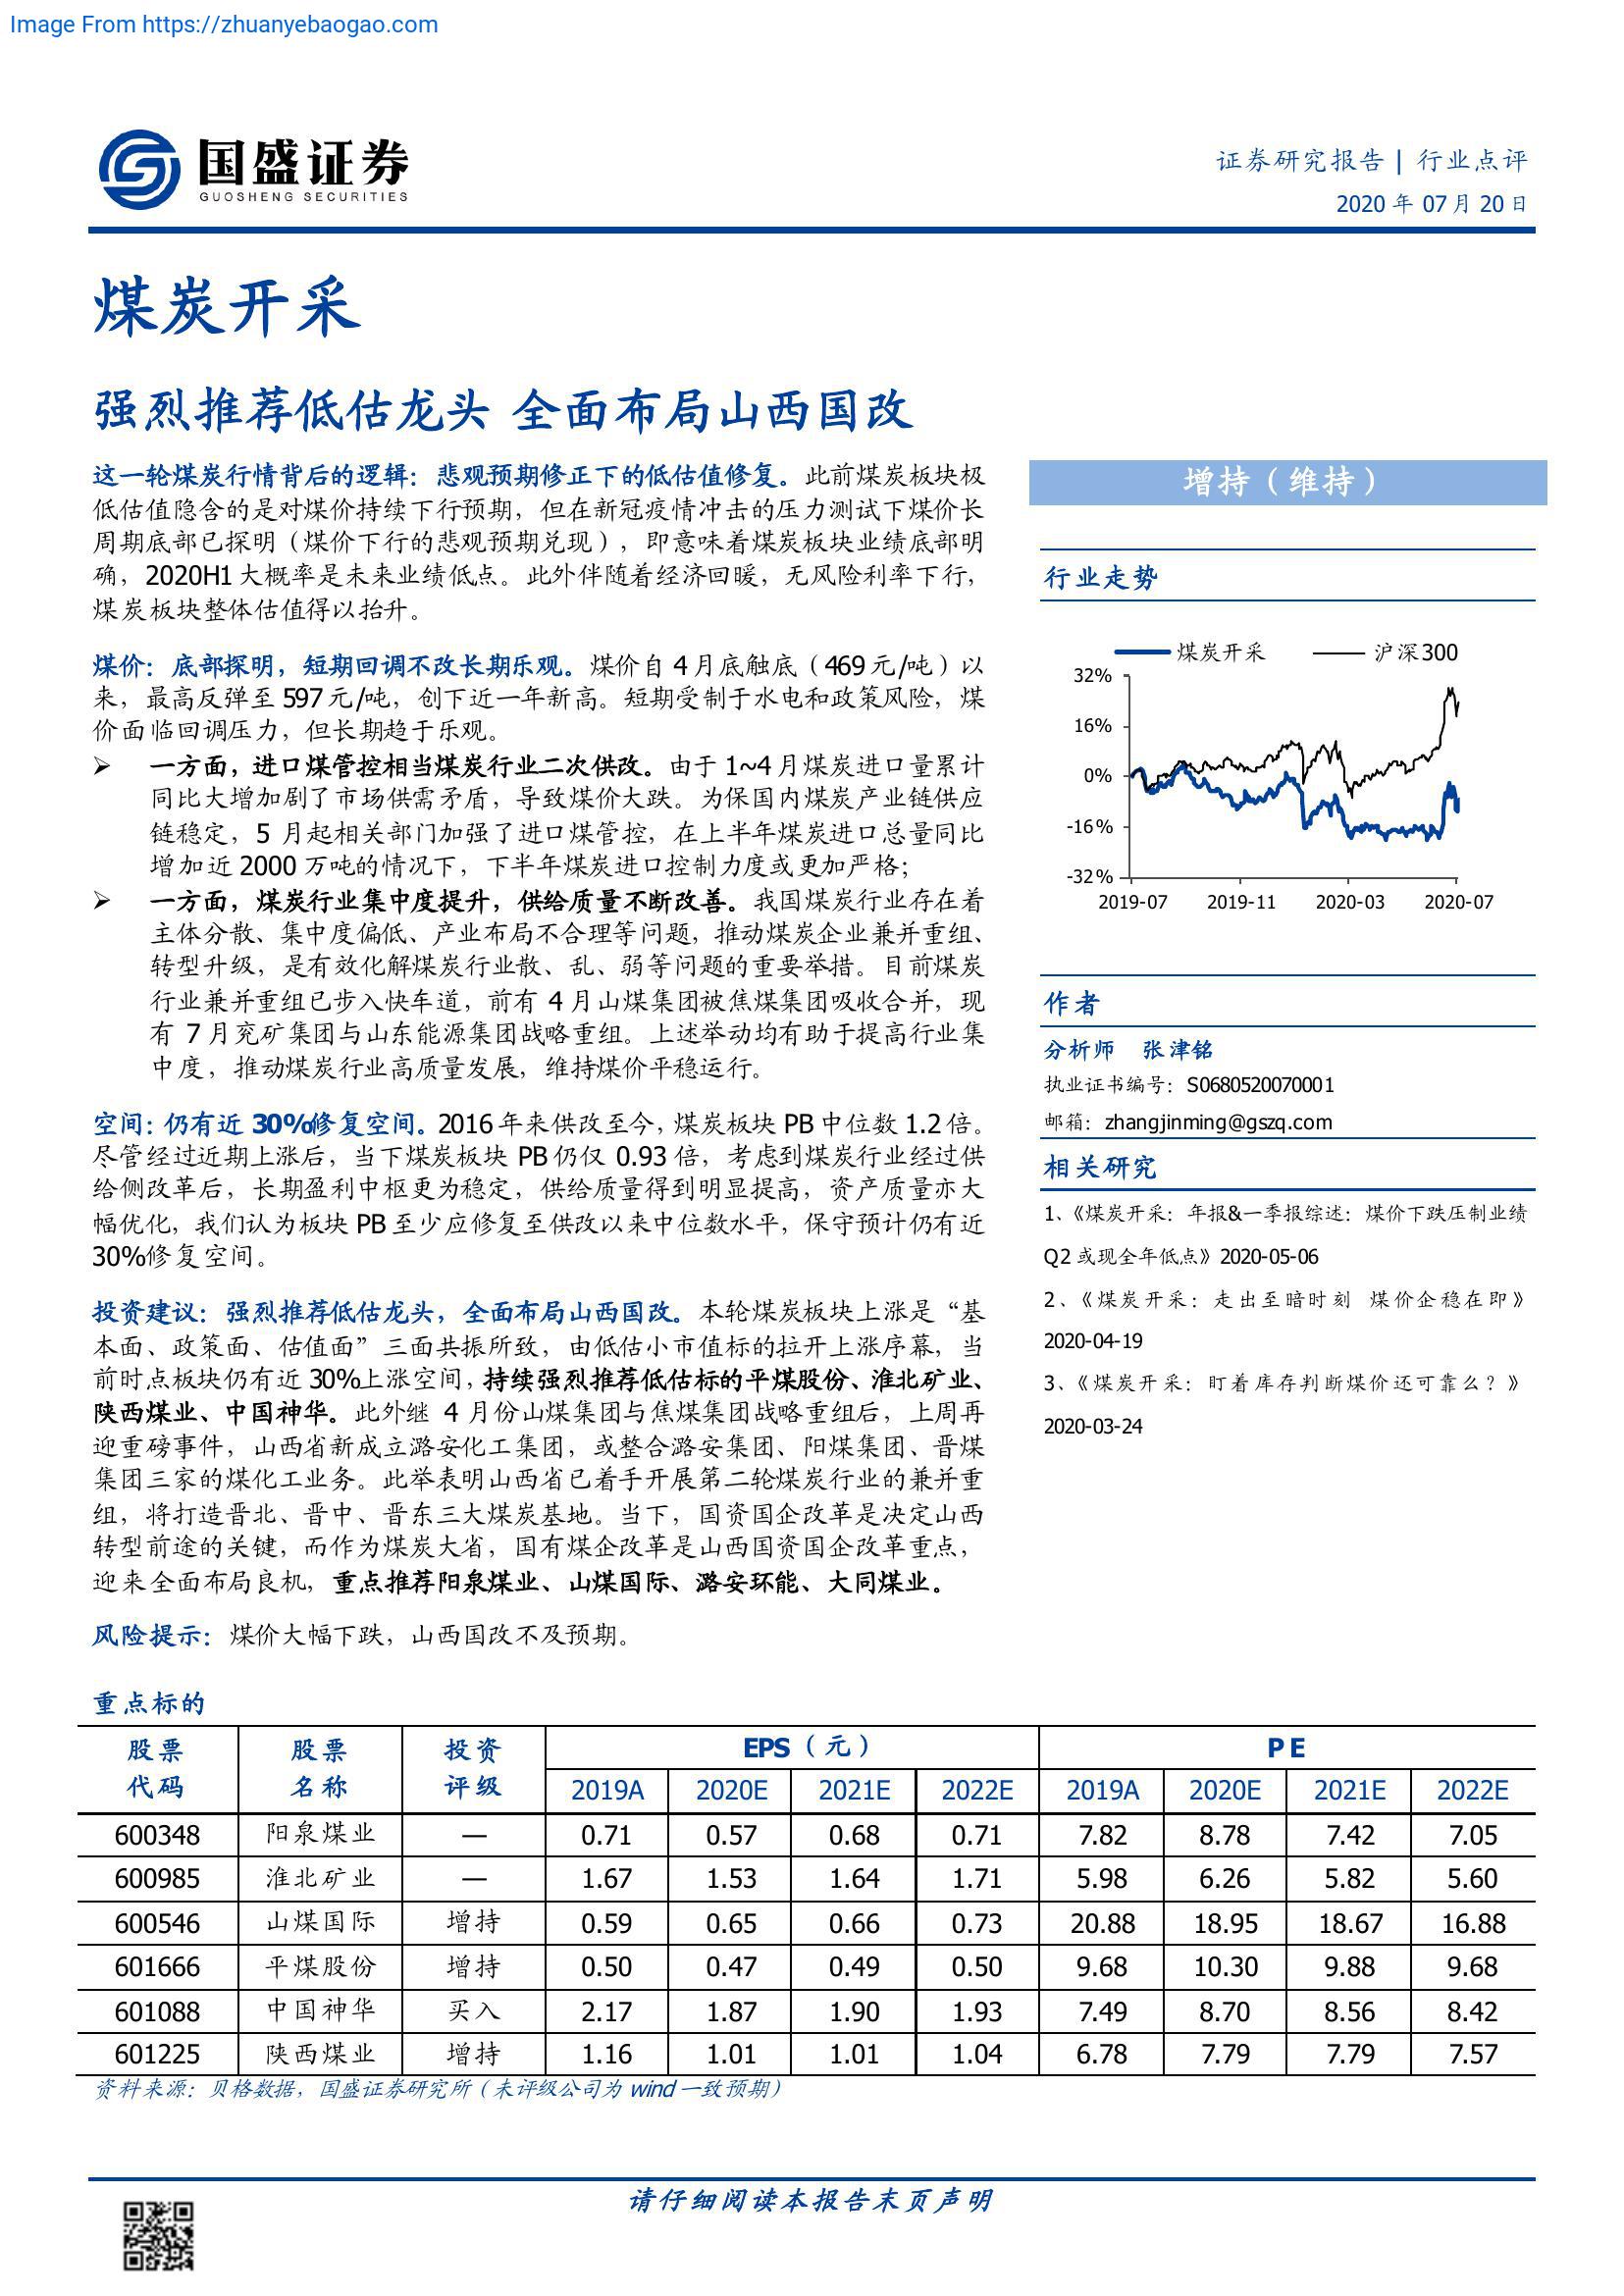 Image From https://zhuanyebaogao.com
国盛证券
GUOSHENG SECURITIES
证券研究报告 | 行业点评
2020 年 07 月 20 日
煤炭开采
强烈推荐低估龙头 全面布局山西国改
这一轮煤炭行情背后的逻辑：悲观预期修正下的低估值修复。此前煤炭板块极
低估值隐含的是对煤价持续下行预期，但在新冠疫情冲击的压力测试下煤价长
周期底部已探明（煤价下行的悲观预期兑现），即意味着煤炭板块业绩底部明
确，2020H1 大概率是未来业绩低点。此外伴随着经济回暖，无风险利率下行，
煤炭板块整体估值得以抬升。
煤价：底部探明，短期回调不改长期乐观。煤价自 4 月底触底（469 元/吨）以
来，最高反弹至 597 元/吨，创下近一年新高。短期受制于水电和政策风险，煤
价面临回调压力，但长期趋于乐观。
➢ 一方面，进口煤管控相当煤炭行业二次供改。由于 1~4 月煤炭进口量累计
同比大增加剧了市场供需矛盾，导致煤价大跌。为保国内煤炭产业链供应
链稳定，5 月起相关部门加强了进口煤管控，在上半年煤炭进口总量同比
增加近 2000 万吨的情况下，下半年煤炭进口控制力度或更加严格；
➢ 一方面，煤炭行业集中度提升，供给质量不断改善。我国煤炭行业存在着
主体分散、集中度偏低、产业布局不合理等问题，推动煤炭企业兼并重组、
转型升级，是有效化解煤炭行业散、乱、弱等问题的重要举措。目前煤炭
行业兼并重组已步入快车道，前有 4 月山煤集团被焦煤集团吸收合并，现
有 7 月兖矿集团与山东能源集团战略重组。上述举动均有助于提高行业集
中度，推动煤炭行业高质量发展，维持煤价平稳运行。
空间：仍有近 30%修复空间。2016 年来供改至今，煤炭板块 PB 中位数 1.2 倍。
尽管经过近期上涨后，当下煤炭板块 PB 仍仅 0.93 倍，考虑到煤炭行业经过供
给侧改革后，长期盈利中枢更为稳定，供给质量得到明显提高，资产质量亦大
幅优化，我们认为板块 PB 至少应修复至供改以来中位数水平，保守预计仍有近
30%修复空间。
投资建议：强烈推荐低估龙头，全面布局山西国改。本轮煤炭板块上涨是“基
本面、政策面、估值面”三面共振所致，由低估小市值标的拉开上涨序幕，当
前时点板块仍有近 30%上涨空间，持续强烈推荐低估标的平煤股份、淮北矿业、
陕西煤业、中国神华。此外继 4 月份山煤集团与焦煤集团战略重组后，上周再
迎重磅事件，山西省新成立潞安化工集团，或整合潞安集团、阳煤集团、晋煤
集团三家的煤化工业务。此举表明山西省已着手开展第二轮煤炭行业的兼并重
组，将打造晋北、晋中、晋东三大煤炭基地。当下，国资国企改革是决定山西
转型前途的关键，而作为煤炭大省，国有煤企改革是山西国资国企改革重点，
迎来全面布局良机，重点推荐阳泉煤业、山煤国际、潞安环能、大同煤业。
风险提示：煤价大幅下跌，山西国改不及预期。
增持（维持）
行业走势
煤炭开采 沪深300
32%
16%
0%
-16%
-32%
2019-07 2019-11 2020-03 2020-07
作者
分析师 张津铭
执业证书编号：S0680520070001
邮箱：zhangjinming@gszq.com
相关研究
1、《煤炭开采：年报&一季报综述：煤价下跌压制业绩
Q2 或现全年低点》2020-05-06
2、《煤炭开采：走出至暗时刻 煤价企稳在即》
2020-04-19
3、《煤炭开采：盯着库存判断煤价还可靠么？》
2020-03-24
重点标的
股票 股票 投资 EPS（元） P E
代码 名称 评级 2019A 2020E 2021E 2022E 2019A 2020E 2021E 2022E
600348 阳泉煤业 — 0.71 0.57 0.68 0.71 7.82 8.78 7.42 7.05
600985 淮北矿业 — 1.67 1.53 1.64 1.71 5.98 6.26 5.82 5.60
600546 山煤国际 增持 0.59 0.65 0.66 0.73 20.88 18.95 18.67 16.88
601666 平煤股份 增持 0.50 0.47 0.49 0.50 9.68 10.30 9.88 9.68
601088 中国神华 买入 2.17 1.87 1.90 1.93 7.49 8.70 8.56 8.42
601225 陕西煤业 增持 1.16 1.01 1.01 1.04 6.78 7.79 7.79 7.57
资料来源：贝格数据，国盛证券研究所（未评级公司为 wind 一致预期）
请仔细阅读本报告末页声明